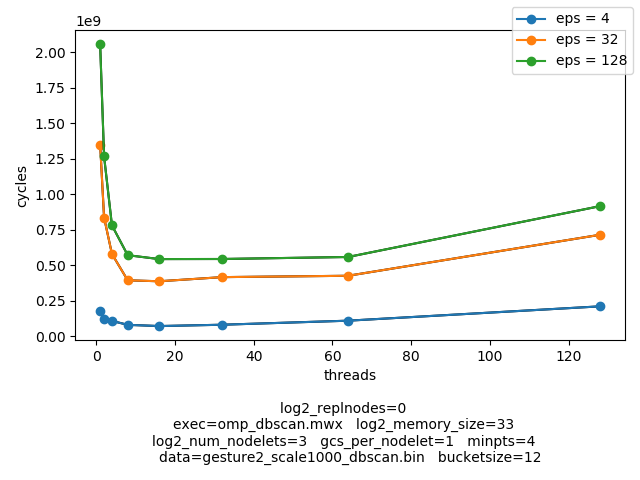 1e9
eps = 4
eps = 32
eps = 128
2.00
1.75
1.50
1.25
1.00
0.75
0.50
0.25
0.00
cycles
0 20 40 60 80 100 120
threads
log2_replnodes=0
exec=omp_dbscan.mwx log2_memory_size=33
log2_num_nodelets=3 gcs_per_nodelet=1 minpts=4
data=gesture2_scale1000_dbscan.bin bucketsize=12